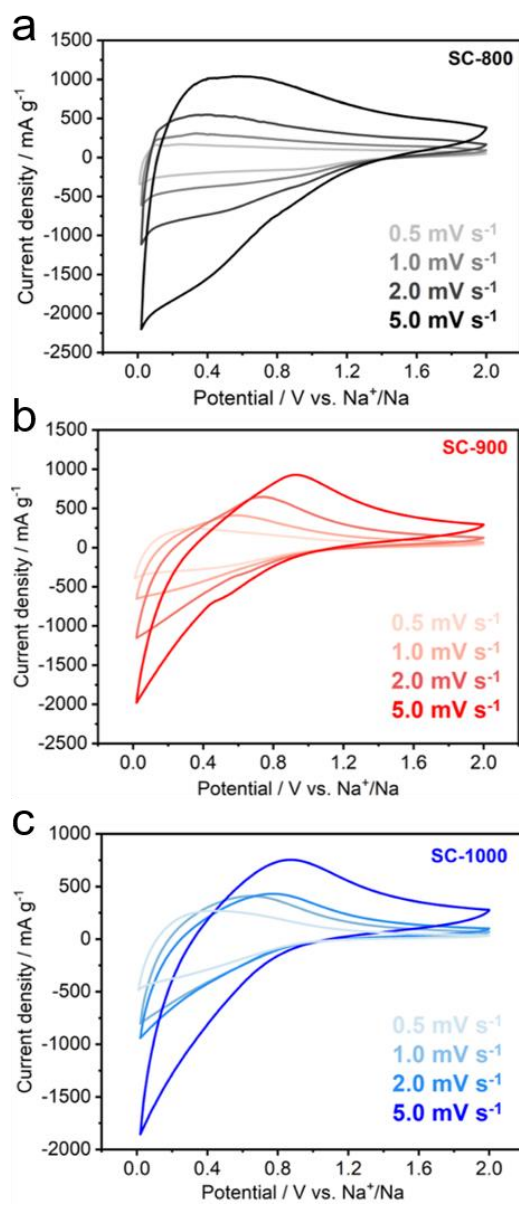 a
1500
SC-800
1000
500
0
-500
-1000
-1500
-2000
-2500
Current density / mA g⁻¹
0.5 mV s⁻¹
1.0 mV s⁻¹
2.0 mV s⁻¹
5.0 mV s⁻¹
0.0 0.4 0.8 1.2 1.6 2.0
Potential / V vs. Na⁺/Na
b
1500
SC-900
1000
500
0
-500
-1000
-1500
-2000
-2500
Current density / mA g⁻¹
0.5 mV s⁻¹
1.0 mV s⁻¹
2.0 mV s⁻¹
5.0 mV s⁻¹
0.0 0.4 0.8 1.2 1.6 2.0
Potential / V vs. Na⁺/Na
c
1000
SC-1000
500
0
-500
-1000
-1500
-2000
Current density / mA g⁻¹
0.5 mV s⁻¹
1.0 mV s⁻¹
2.0 mV s⁻¹
5.0 mV s⁻¹
0.0 0.4 0.8 1.2 1.6 2.0
Potential / V vs. Na⁺/Na